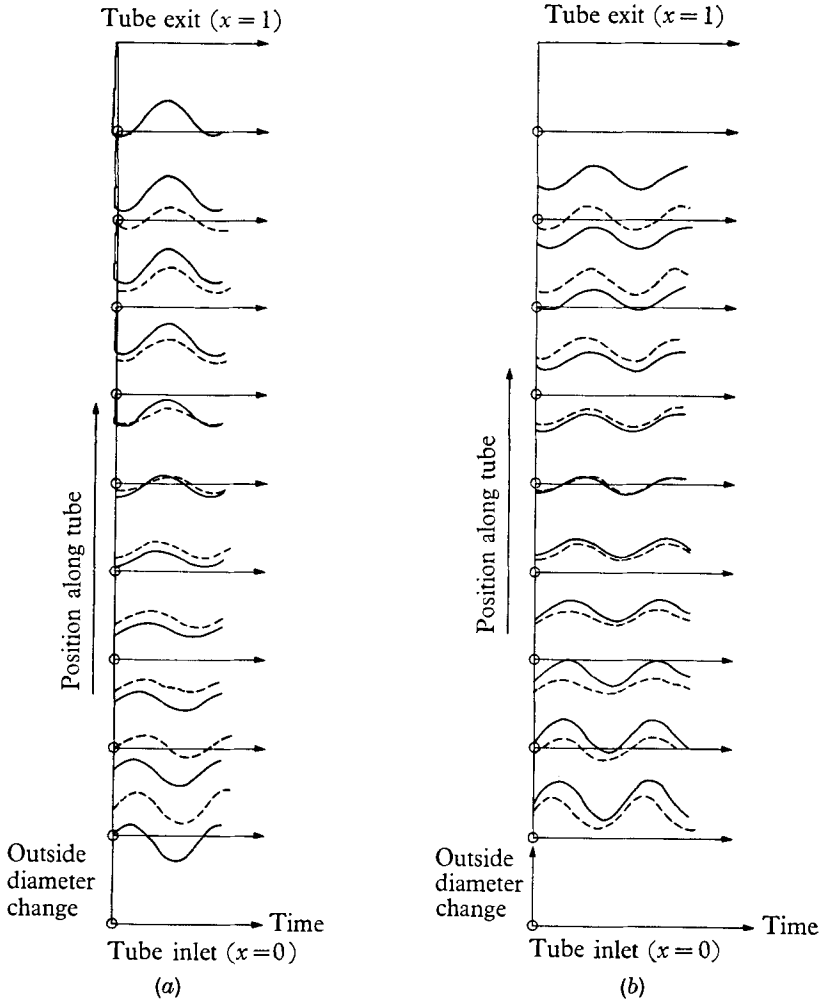 Tube exit (x = 1)
Position along tube
Outside
diameter
change
Time
Tube inlet (x=0)
(a)
Tube exit (x = 1)
Position along tube
Outside
diameter
change
Time
Tube inlet (x=0)
(b)